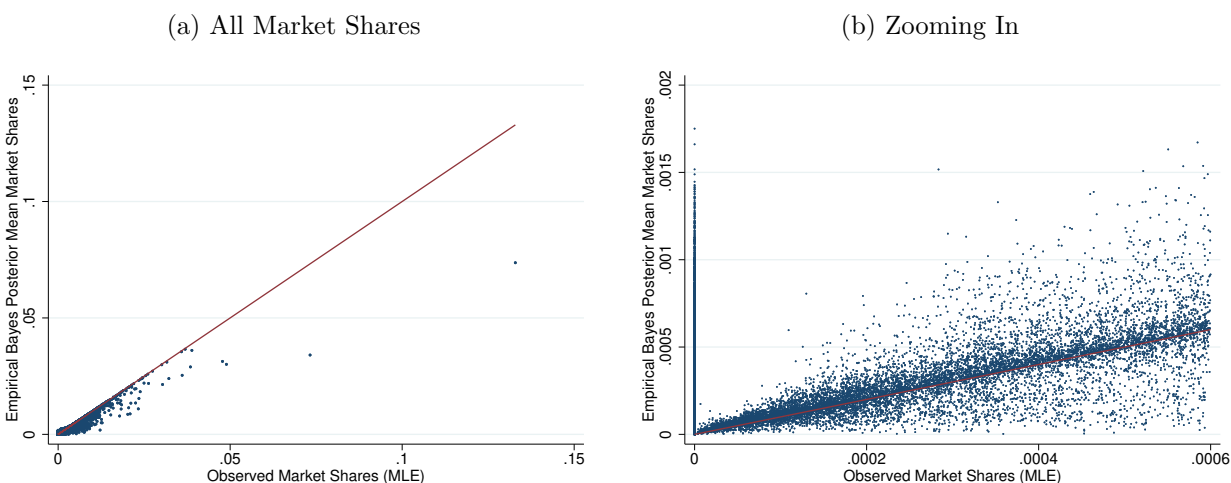 (a) All Market Shares
Empirical Bayes Posterior Mean Market Shares
.15
.1
.05
0
0
.05
.1
.15
Observed Market Shares (MLE)
(b) Zooming In
Empirical Bayes Posterior Mean Market Shares
.002
.0015
.001
.0005
0
0
.0002
.0004
.0006
Observed Market Shares (MLE)